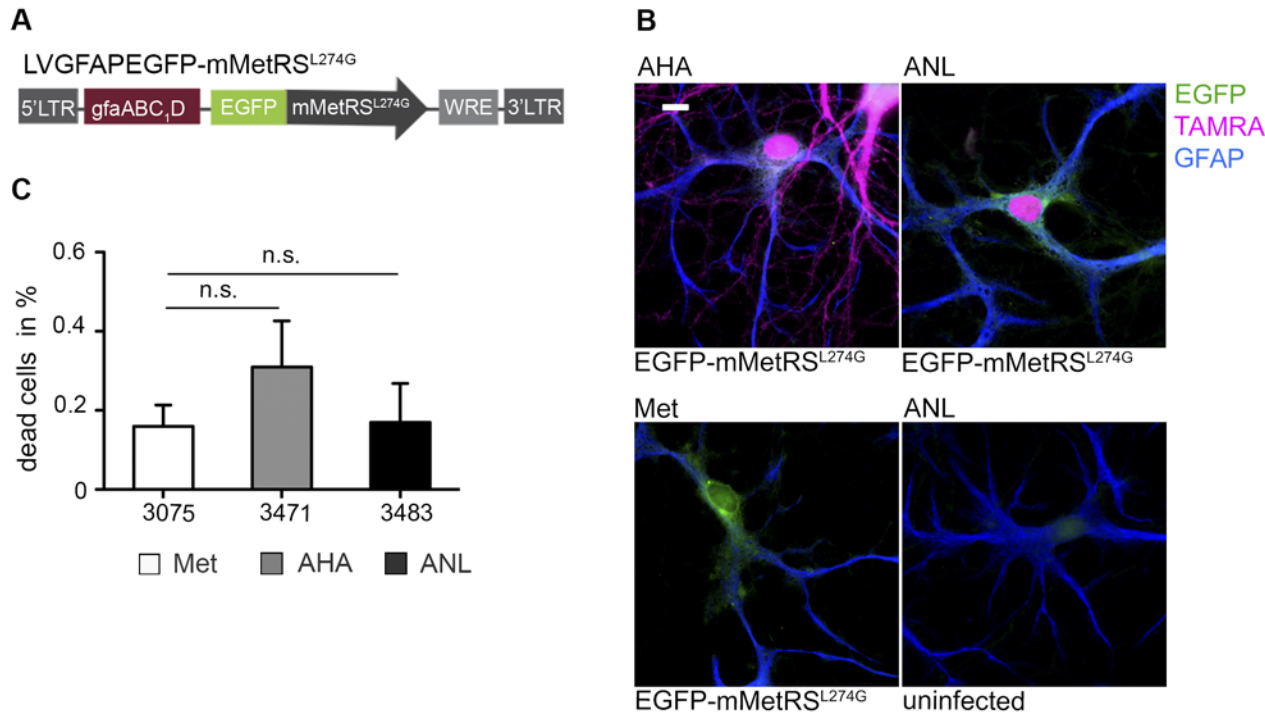 A
LVGFAPEGFP-mMetRS^L274G
5'LTR gfaABC₁D EGFP mMetRS^L274G WRE 3'LTR
B
AHA ANL
EGFP
TAMRA
GFAP
EGFP-mMetRS^L274G EGFP-mMetRS^L274G
Met ANL
EGFP-mMetRS^L274G uninfected
C
dead cells in %
0.6
0.4
0.2
0
n.s.
n.s.
3075 3471 3483
Met AHA ANL